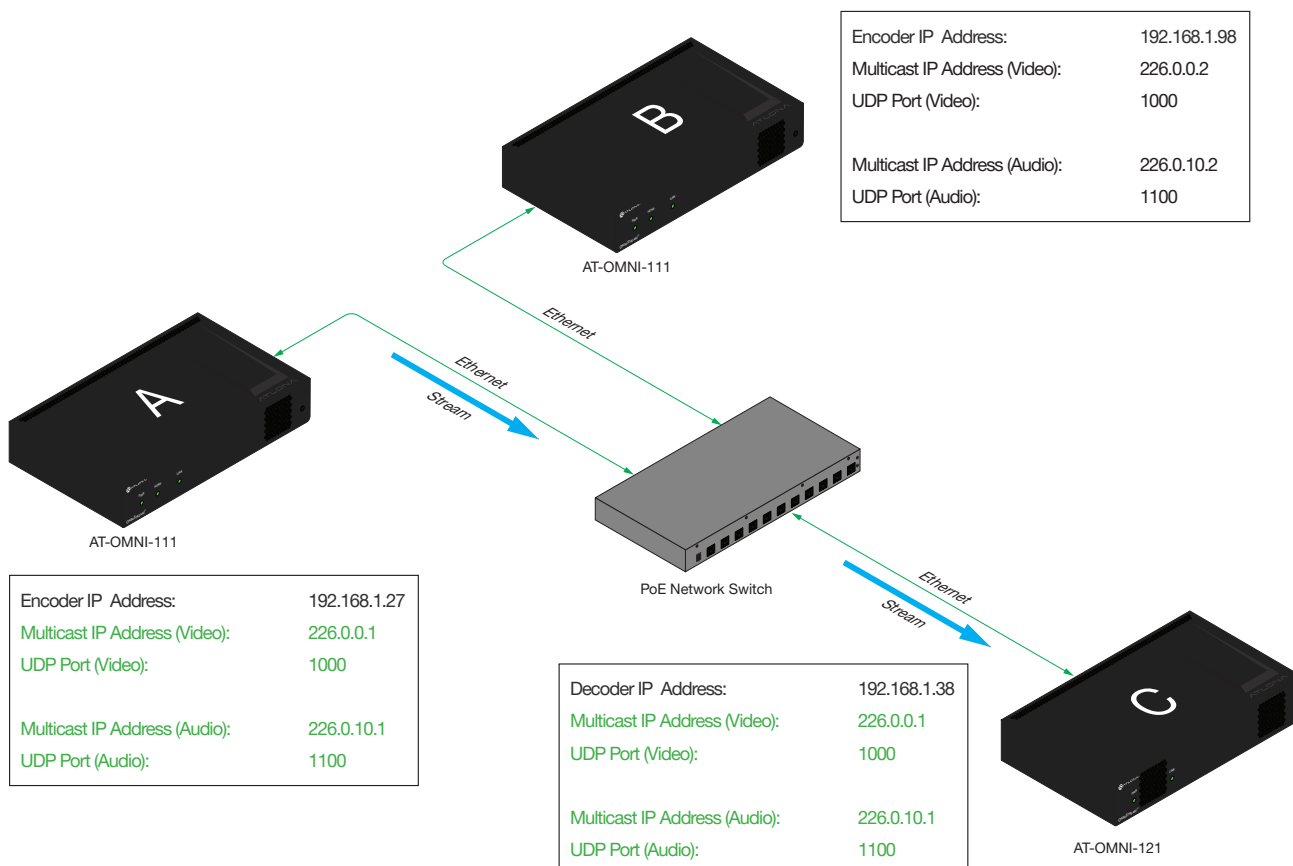 Encoder IP Address: 192.168.1.98
Multicast IP Address (Video): 226.0.0.2
UDP Port (Video): 1000
Multicast IP Address (Audio): 226.0.10.2
UDP Port (Audio): 1100
B
ATLONA
AT-OMNI-111
Ethernet
A
ATLONA
AT-OMNI-111
Ethernet
Stream
PoE Network Switch
Encoder IP Address: 192.168.1.27
Multicast IP Address (Video): 226.0.0.1
UDP Port (Video): 1000
Multicast IP Address (Audio): 226.0.10.1
UDP Port (Audio): 1100
Ethernet
Stream
Decoder IP Address: 192.168.1.38
Multicast IP Address (Video): 226.0.0.1
UDP Port (Video): 1000
Multicast IP Address (Audio): 226.0.10.1
UDP Port (Audio): 1100
C
ATLONA
AT-OMNI-121